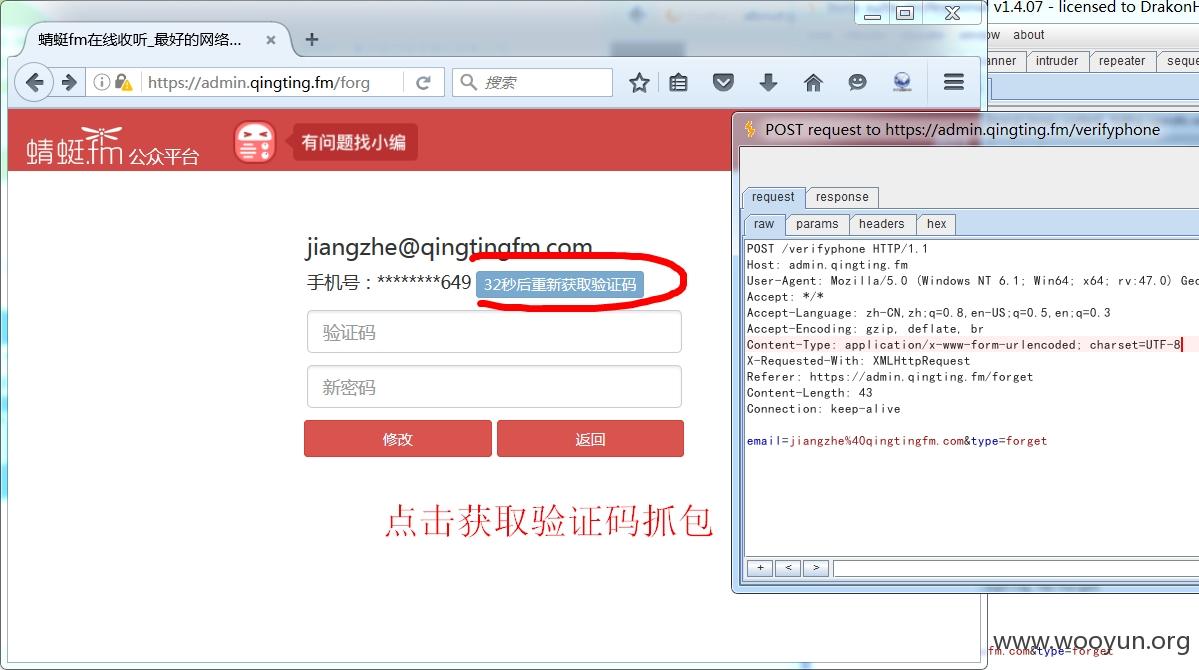 v1.4.07 - licensed to DrakonH
蜻蜓fm在线收听_最好的网络...
about
https://admin.qingting.fm/forg
搜索
intruder
repeater
蜻蜓.fm 公众平台
有问题找小编
POST request to https://admin.qingting.fm/verifyphone
request
response
raw
params
headers
hex
jiangzhe@qingtingfm.com
手机号：********649
32秒后重新获取验证码
验证码
新密码
修改
返回
点击获取验证码抓包
POST /verifyphone HTTP/1.1
Host: admin.qingting.fm
User-Agent: Mozilla/5.0 (Windows NT 6.1; Win64; x64; rv:47.0) Gec
Accept: */*
Accept-Language: zh-CN,zh;q=0.8,en-US;q=0.5,en;q=0.3
Accept-Encoding: gzip, deflate, br
Content-Type: application/x-www-form-urlencoded; charset=UTF-8
X-Requested-With: XMLHttpRequest
Referer: https://admin.qingting.fm/forget
Content-Length: 43
Connection: keep-alive
email=jiangzhe%40qingtingfm.com&type=forget
+
<
>
www.wooyun.org
fm.com&type=forget